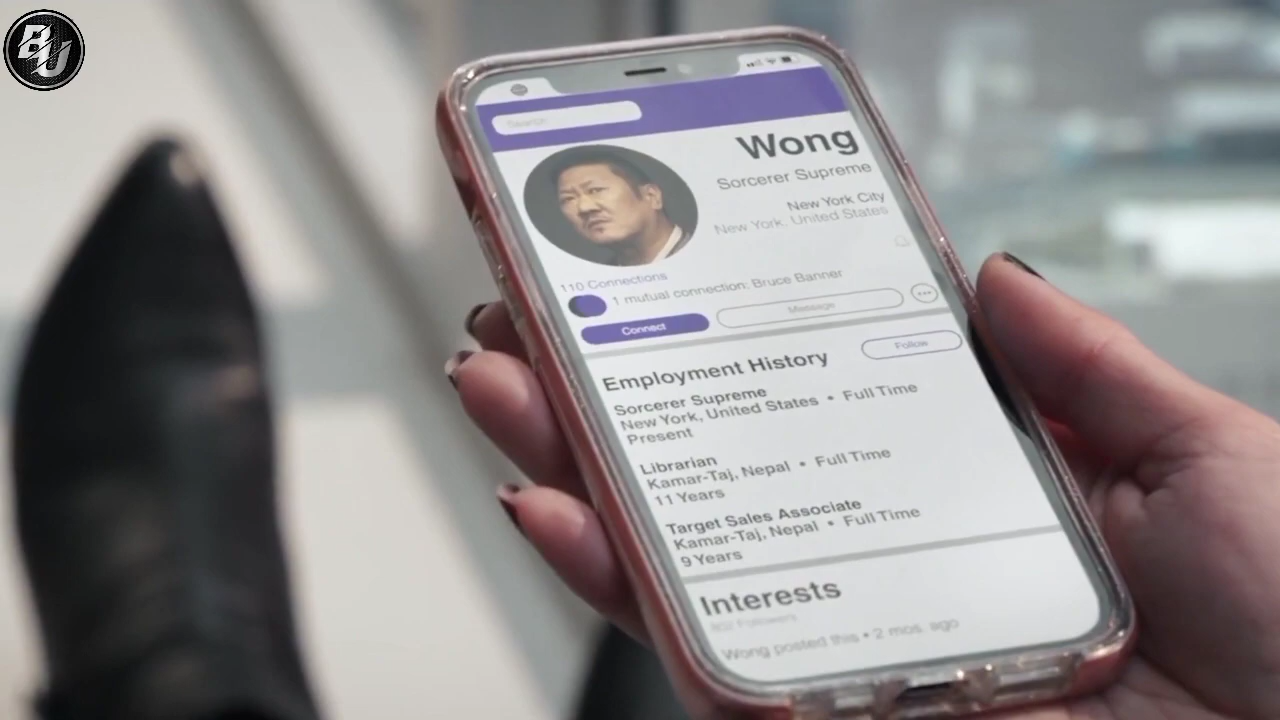 BU
Search
Wong
Sorcerer Supreme
New York City
New York, United States
110 Connections
1 mutual connection: Bruce Banner
Connect
Message
Follow
Employment History
Sorcerer Supreme
New York, United States • Full Time
Present
Librarian
Kamar-Taj, Nepal • Full Time
11 Years
Target Sales Associate
Kamar-Taj, Nepal • Full Time
9 Years
Interests
802 Followers
Wong posted this • 2 mos. ago